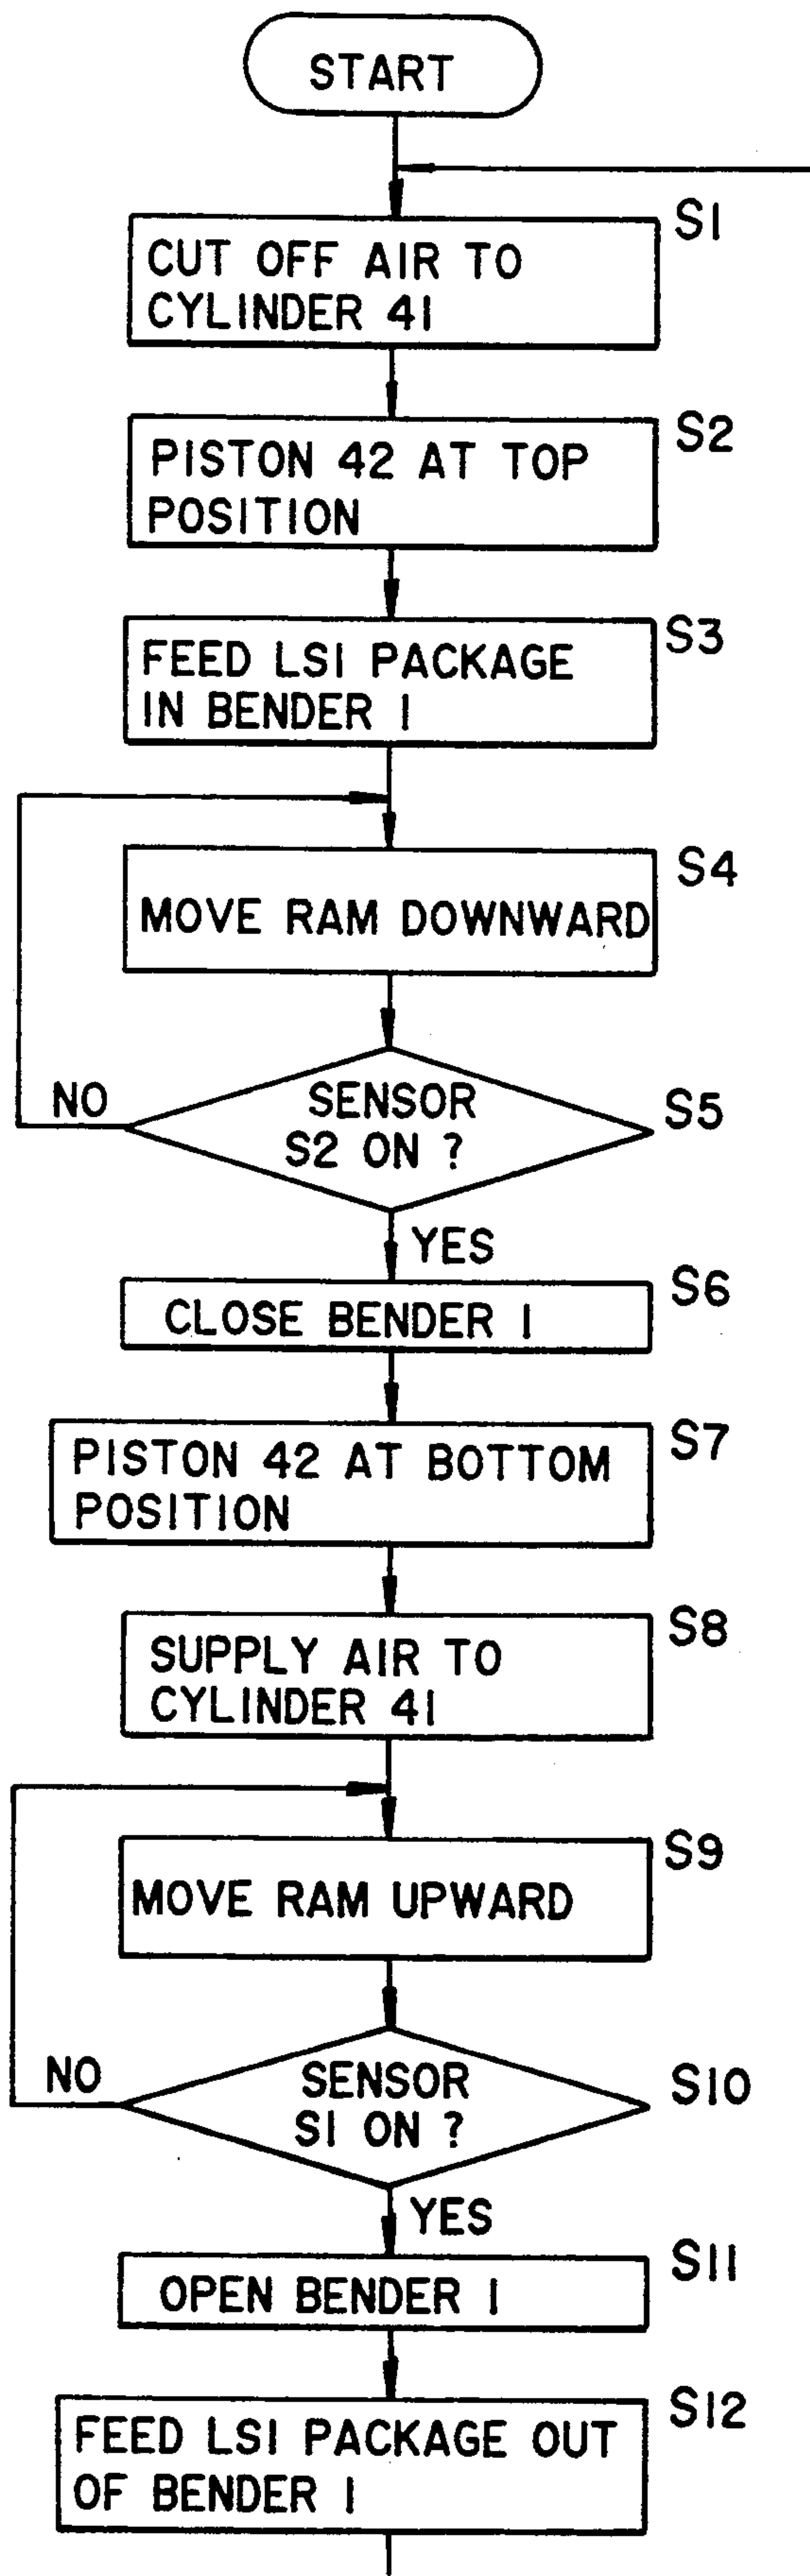 START
S1
CUT OFF AIR TO
CYLINDER 41
S2
PISTON 42 AT TOP
POSITION
S3
FEED LSI PACKAGE
IN BENDER 1
S4
MOVE RAM DOWNWARD
NO
SENSOR
S2 ON ?
S5
YES
S6
CLOSE BENDER 1
S7
PISTON 42 AT BOTTOM
POSITION
S8
SUPPLY AIR TO
CYLINDER 41
S9
MOVE RAM UPWARD
NO
SENSOR
S1 ON ?
S10
YES
S11
OPEN BENDER 1
S12
FEED LSI PACKAGE OUT
OF BENDER 1